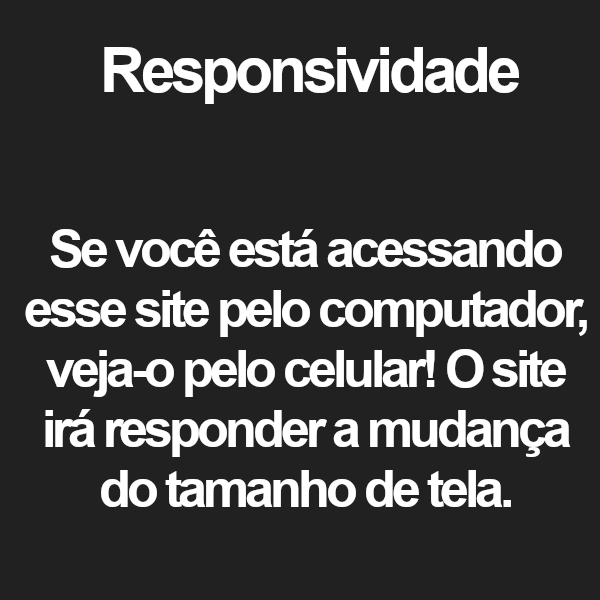 Responsividade
Se você está acessando
esse site pelo computador,
veja-o pelo celular! O site
irá responder a mudança
do tamanho de tela.